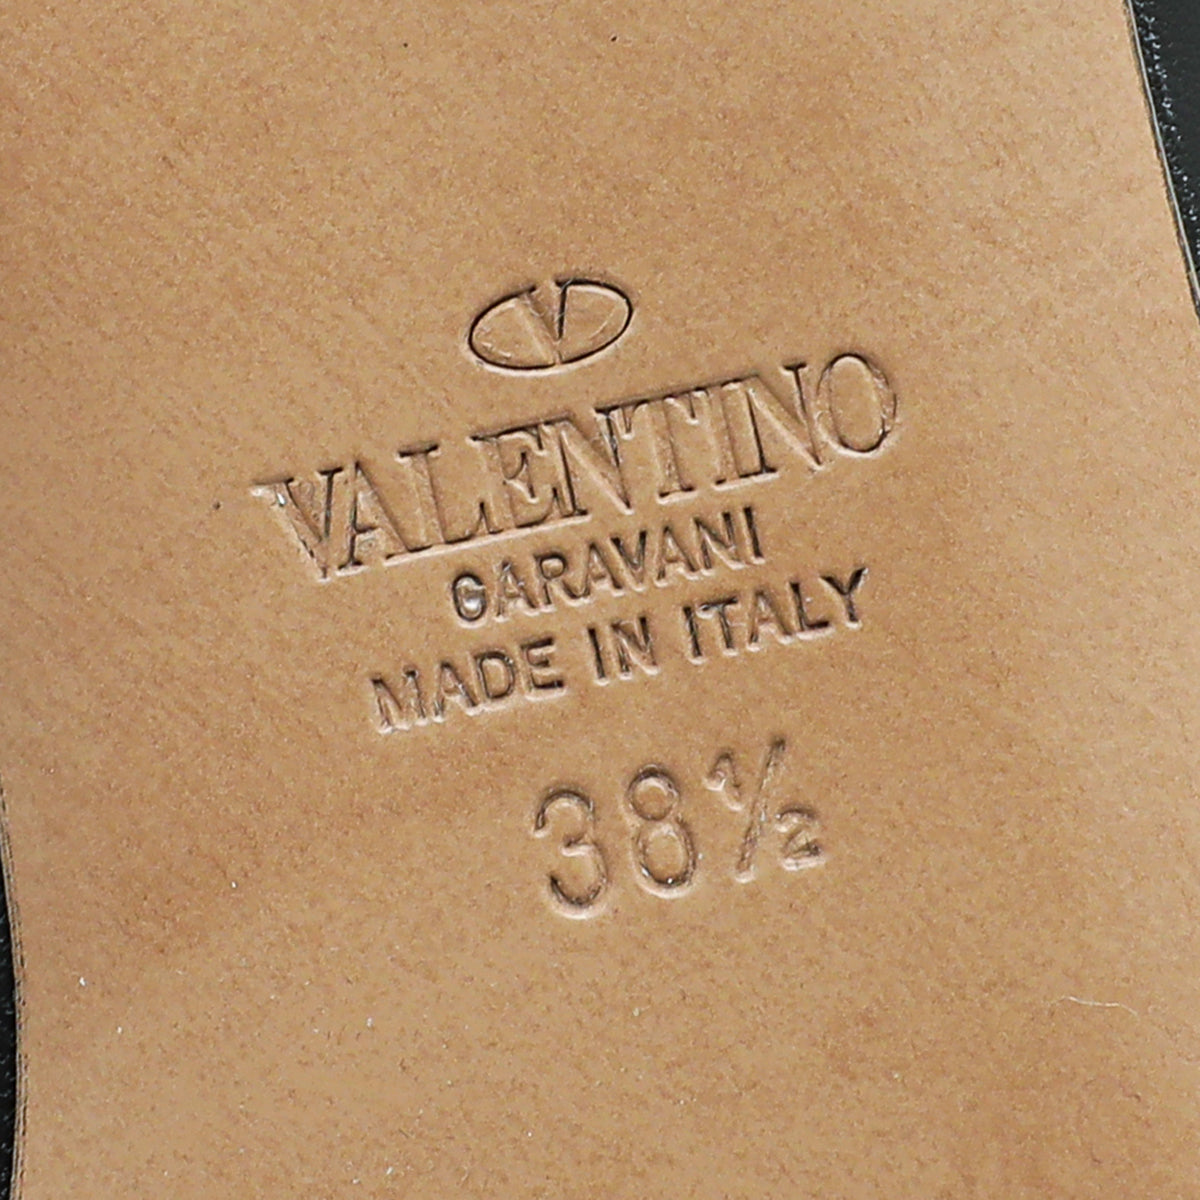 V
VALENTINO
GARAVANI
MADE IN ITALY
38½